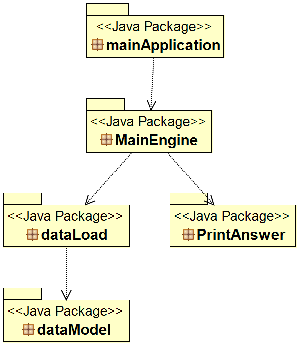 <<Java Package>>
mainApplication
<<Java Package>>
MainEngine
<<Java Package>>
dataLoad
<<Java Package>>
PrintAnswer
<<Java Package>>
dataModel